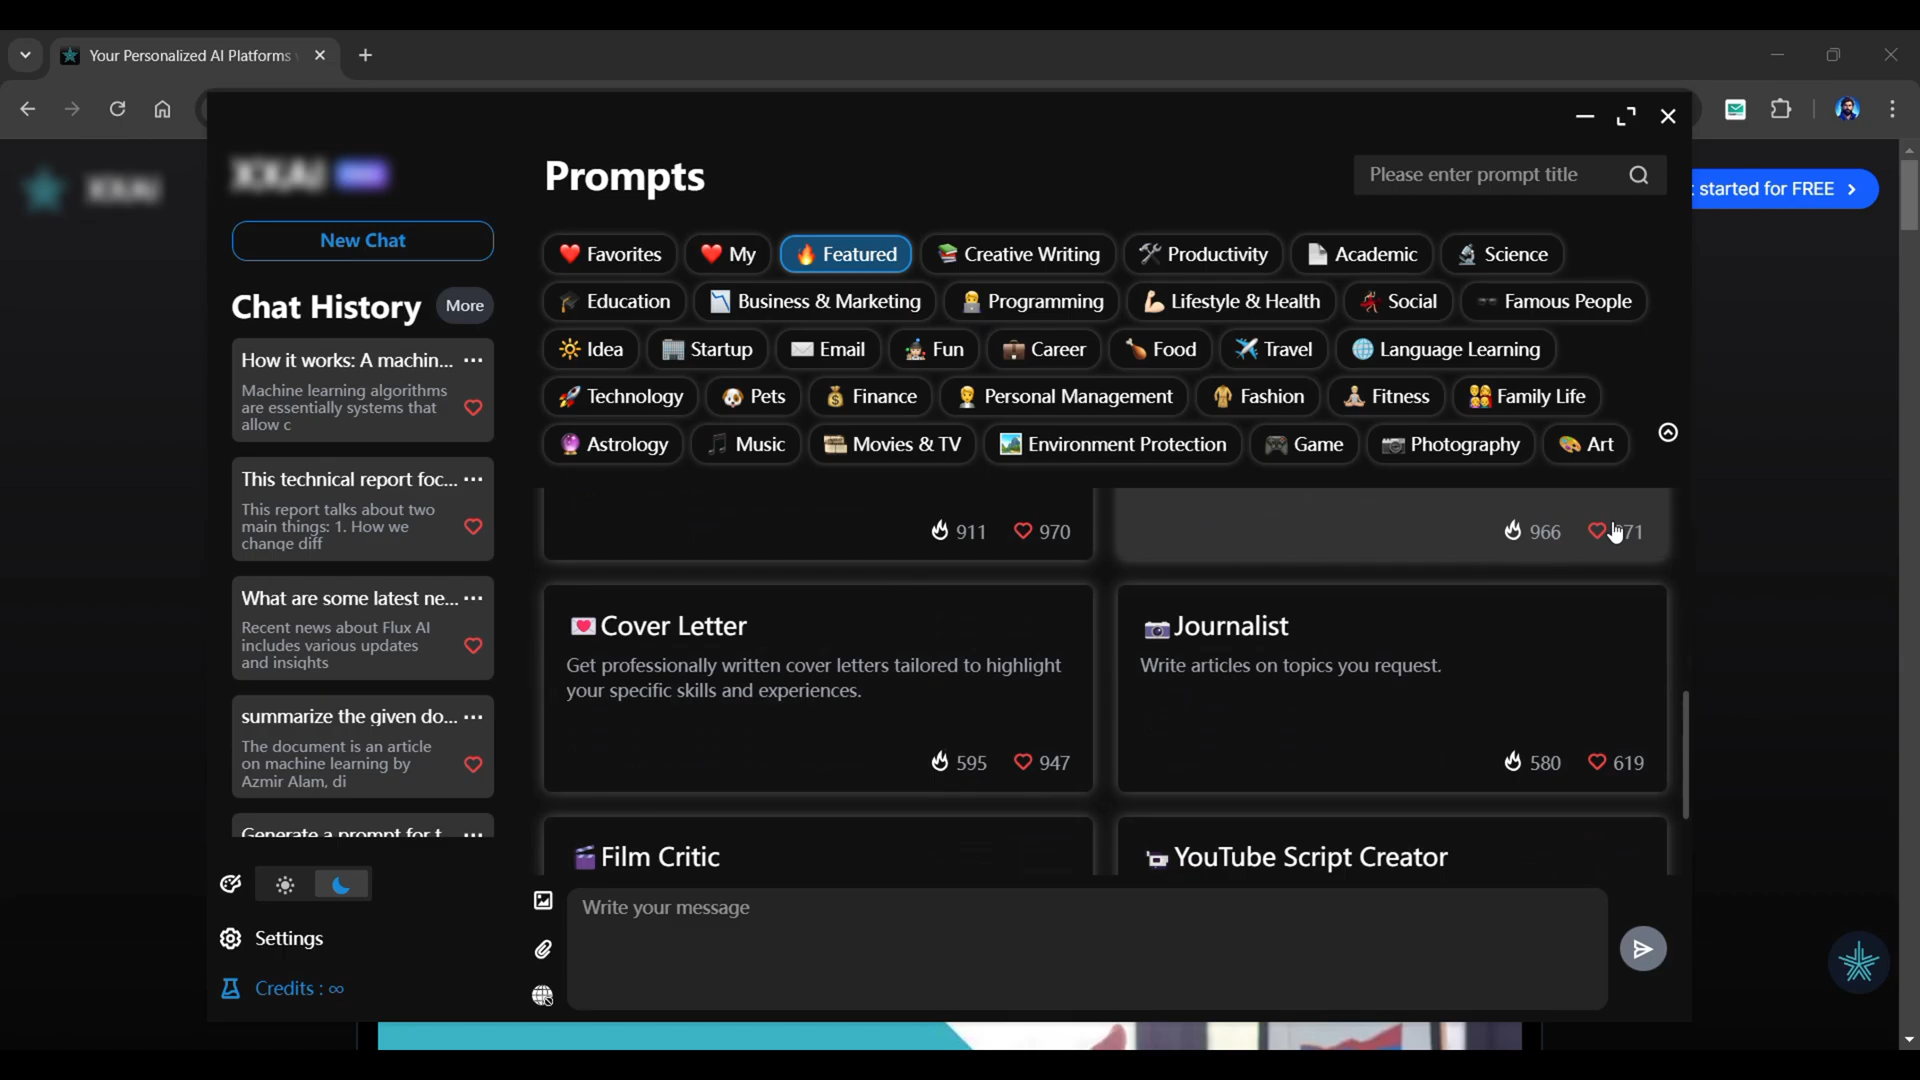 Your Personalized AI Platforms
XXAI
Prompts
Please enter prompt title
started for FREE
XXAI
New Chat
Favorites
My
Featured
Creative Writing
Productivity
Academic
Science
Chat History
More
Education
Business & Marketing
Programming
Lifestyle & Health
Social
Famous People
Idea
Startup
Email
Fun
Career
Food
Travel
Language Learning
Technology
Pets
Finance
Personal Management
Fashion
Fitness
Family Life
Astrology
Music
Movies & TV
Environment Protection
Game
Photography
Art
How it works: A machin...
Machine learning algorithms
are essentially systems that
allow c
This technical report foc...
This report talks about two
main things: 1. How we
change diff
What are some latest ne...
Recent news about Flux AI
includes various updates
and insights
summarize the given do...
The document is an article
on machine learning by
Azmir Alam, di
Generate a prompt for t...
911
970
966
71
Cover Letter
Get professionally written cover letters tailored to highlight
your specific skills and experiences.
595
947
Journalist
Write articles on topics you request.
580
619
Film Critic
YouTube Script Creator
Settings
Credits : ∞
Write your message